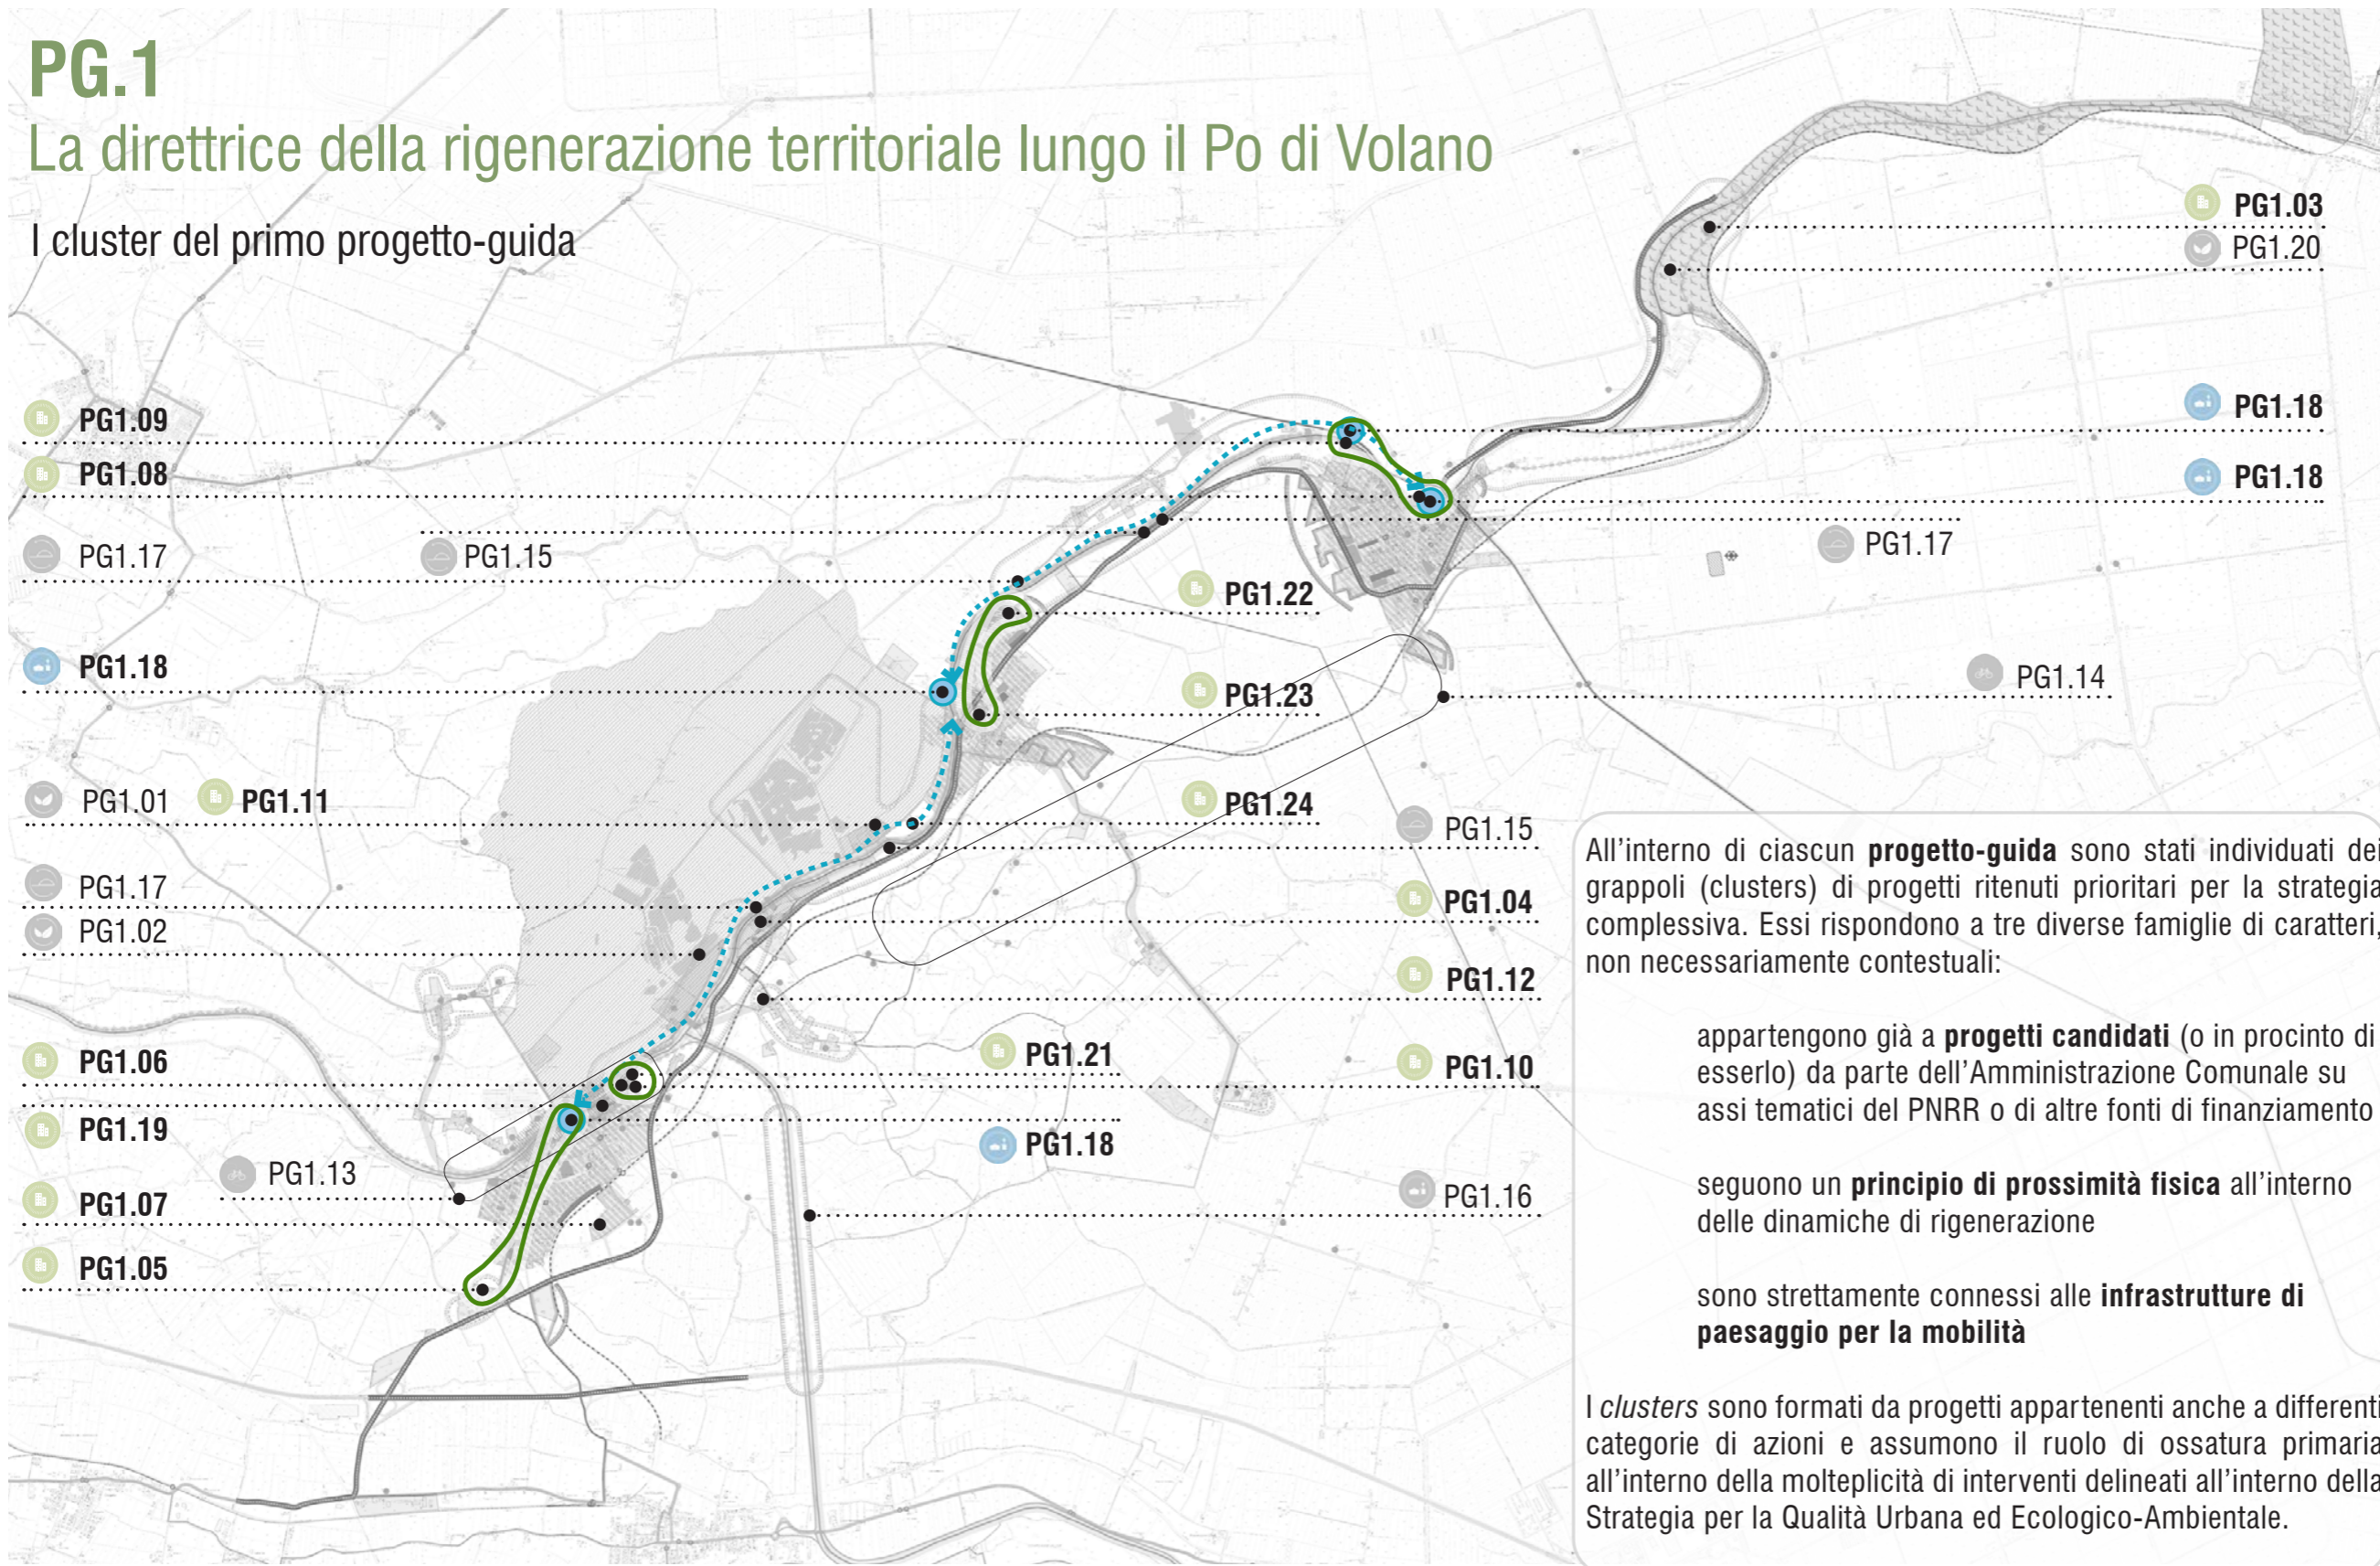 PG.1
La direttrice della rigenerazione territoriale lungo il Po di Volano
I cluster del primo progetto-guida
PG1.03
PG1.20
PG1.09
PG1.18
PG1.08
PG1.18
PG1.17
PG1.15
PG1.17
PG1.22
PG1.18
PG1.23
PG1.14
PG1.01
PG1.11
PG1.24
PG1.15
PG1.17
PG1.04
PG1.02
PG1.12
PG1.06
PG1.21
PG1.10
PG1.19
PG1.18
PG1.13
PG1.07
PG1.16
PG1.05
All’interno di ciascun progetto-guida sono stati individuati dei
grappoli (clusters) di progetti ritenuti prioritari per la strategia
complessiva. Essi rispondono a tre diverse famiglie di caratteri,
non necessariamente contestuali:
appartengono già a progetti candidati (o in procinto di
esserlo) da parte dell’Amministrazione Comunale su
assi tematici del PNRR o di altre fonti di finanziamento
seguono un principio di prossimità fisica all’interno
delle dinamiche di rigenerazione
sono strettamente connessi alle infrastrutture di
paesaggio per la mobilità
I clusters sono formati da progetti appartenenti anche a differenti
categorie di azioni e assumono il ruolo di ossatura primaria
all’interno della molteplicità di interventi delineati all’interno della
Strategia per la Qualità Urbana ed Ecologico-Ambientale.